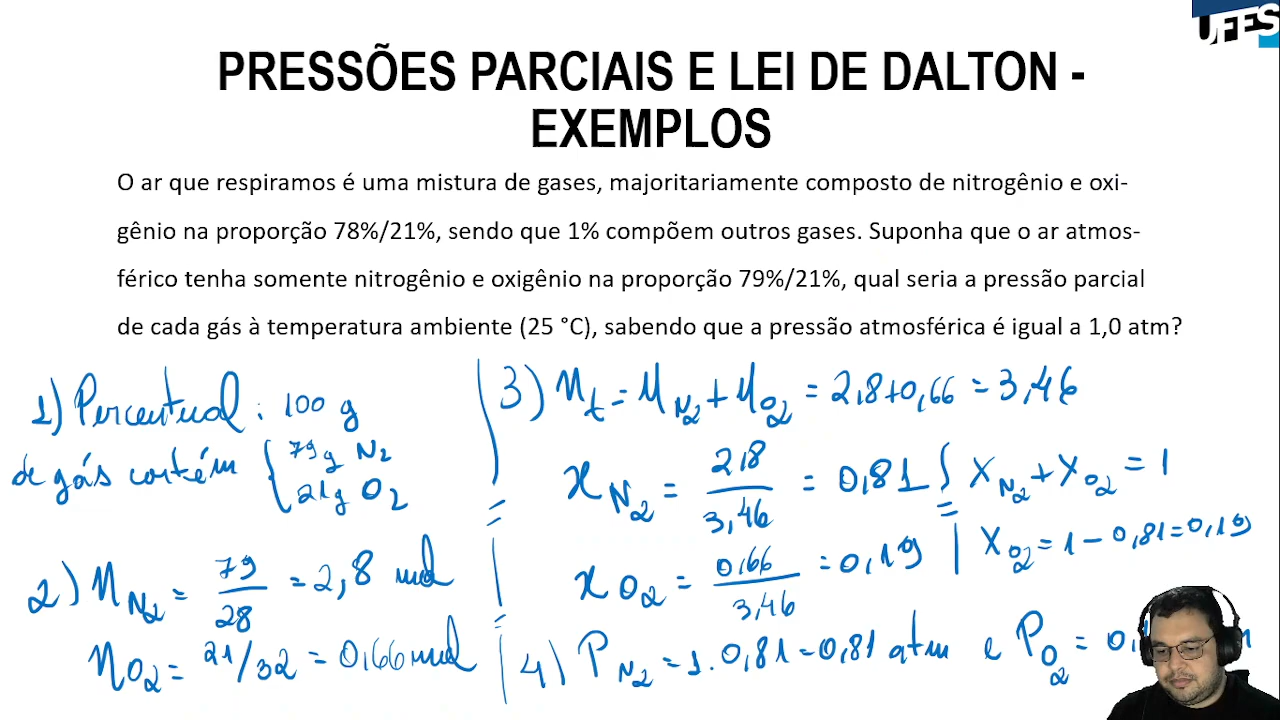 UFES
PRESSÕES PARCIAIS E LEI DE DALTON -
EXEMPLOS
O ar que respiramos é uma mistura de gases, majoritariamente composto de nitrogênio e oxi-
gênio na proporção 78%/21%, sendo que 1% compõem outros gases. Suponha que o ar atmos-
férico tenha somente nitrogênio e oxigênio na proporção 79%/21%, qual seria a pressão parcial
de cada gás à temperatura ambiente (25 °C), sabendo que a pressão atmosférica é igual a 1,0 atm?
1) Percentual: 100 g
de gás contém { 79 g N2
21g O2
2) nN2 = 79/28 = 2,8 mol
nO2 = 21/32 = 0,66 mol
3) nt = nN2 + nO2 = 2,8+0,66 = 3,46
xN2 = 2,8/3,46 = 0,81
xO2 = 0,66/3,46 = 0,19
XN2 + XO2 = 1
XO2 = 1 - 0,81 = 0,19
4) PN2 = 1.0,81 = 0,81 atm e PO2 =